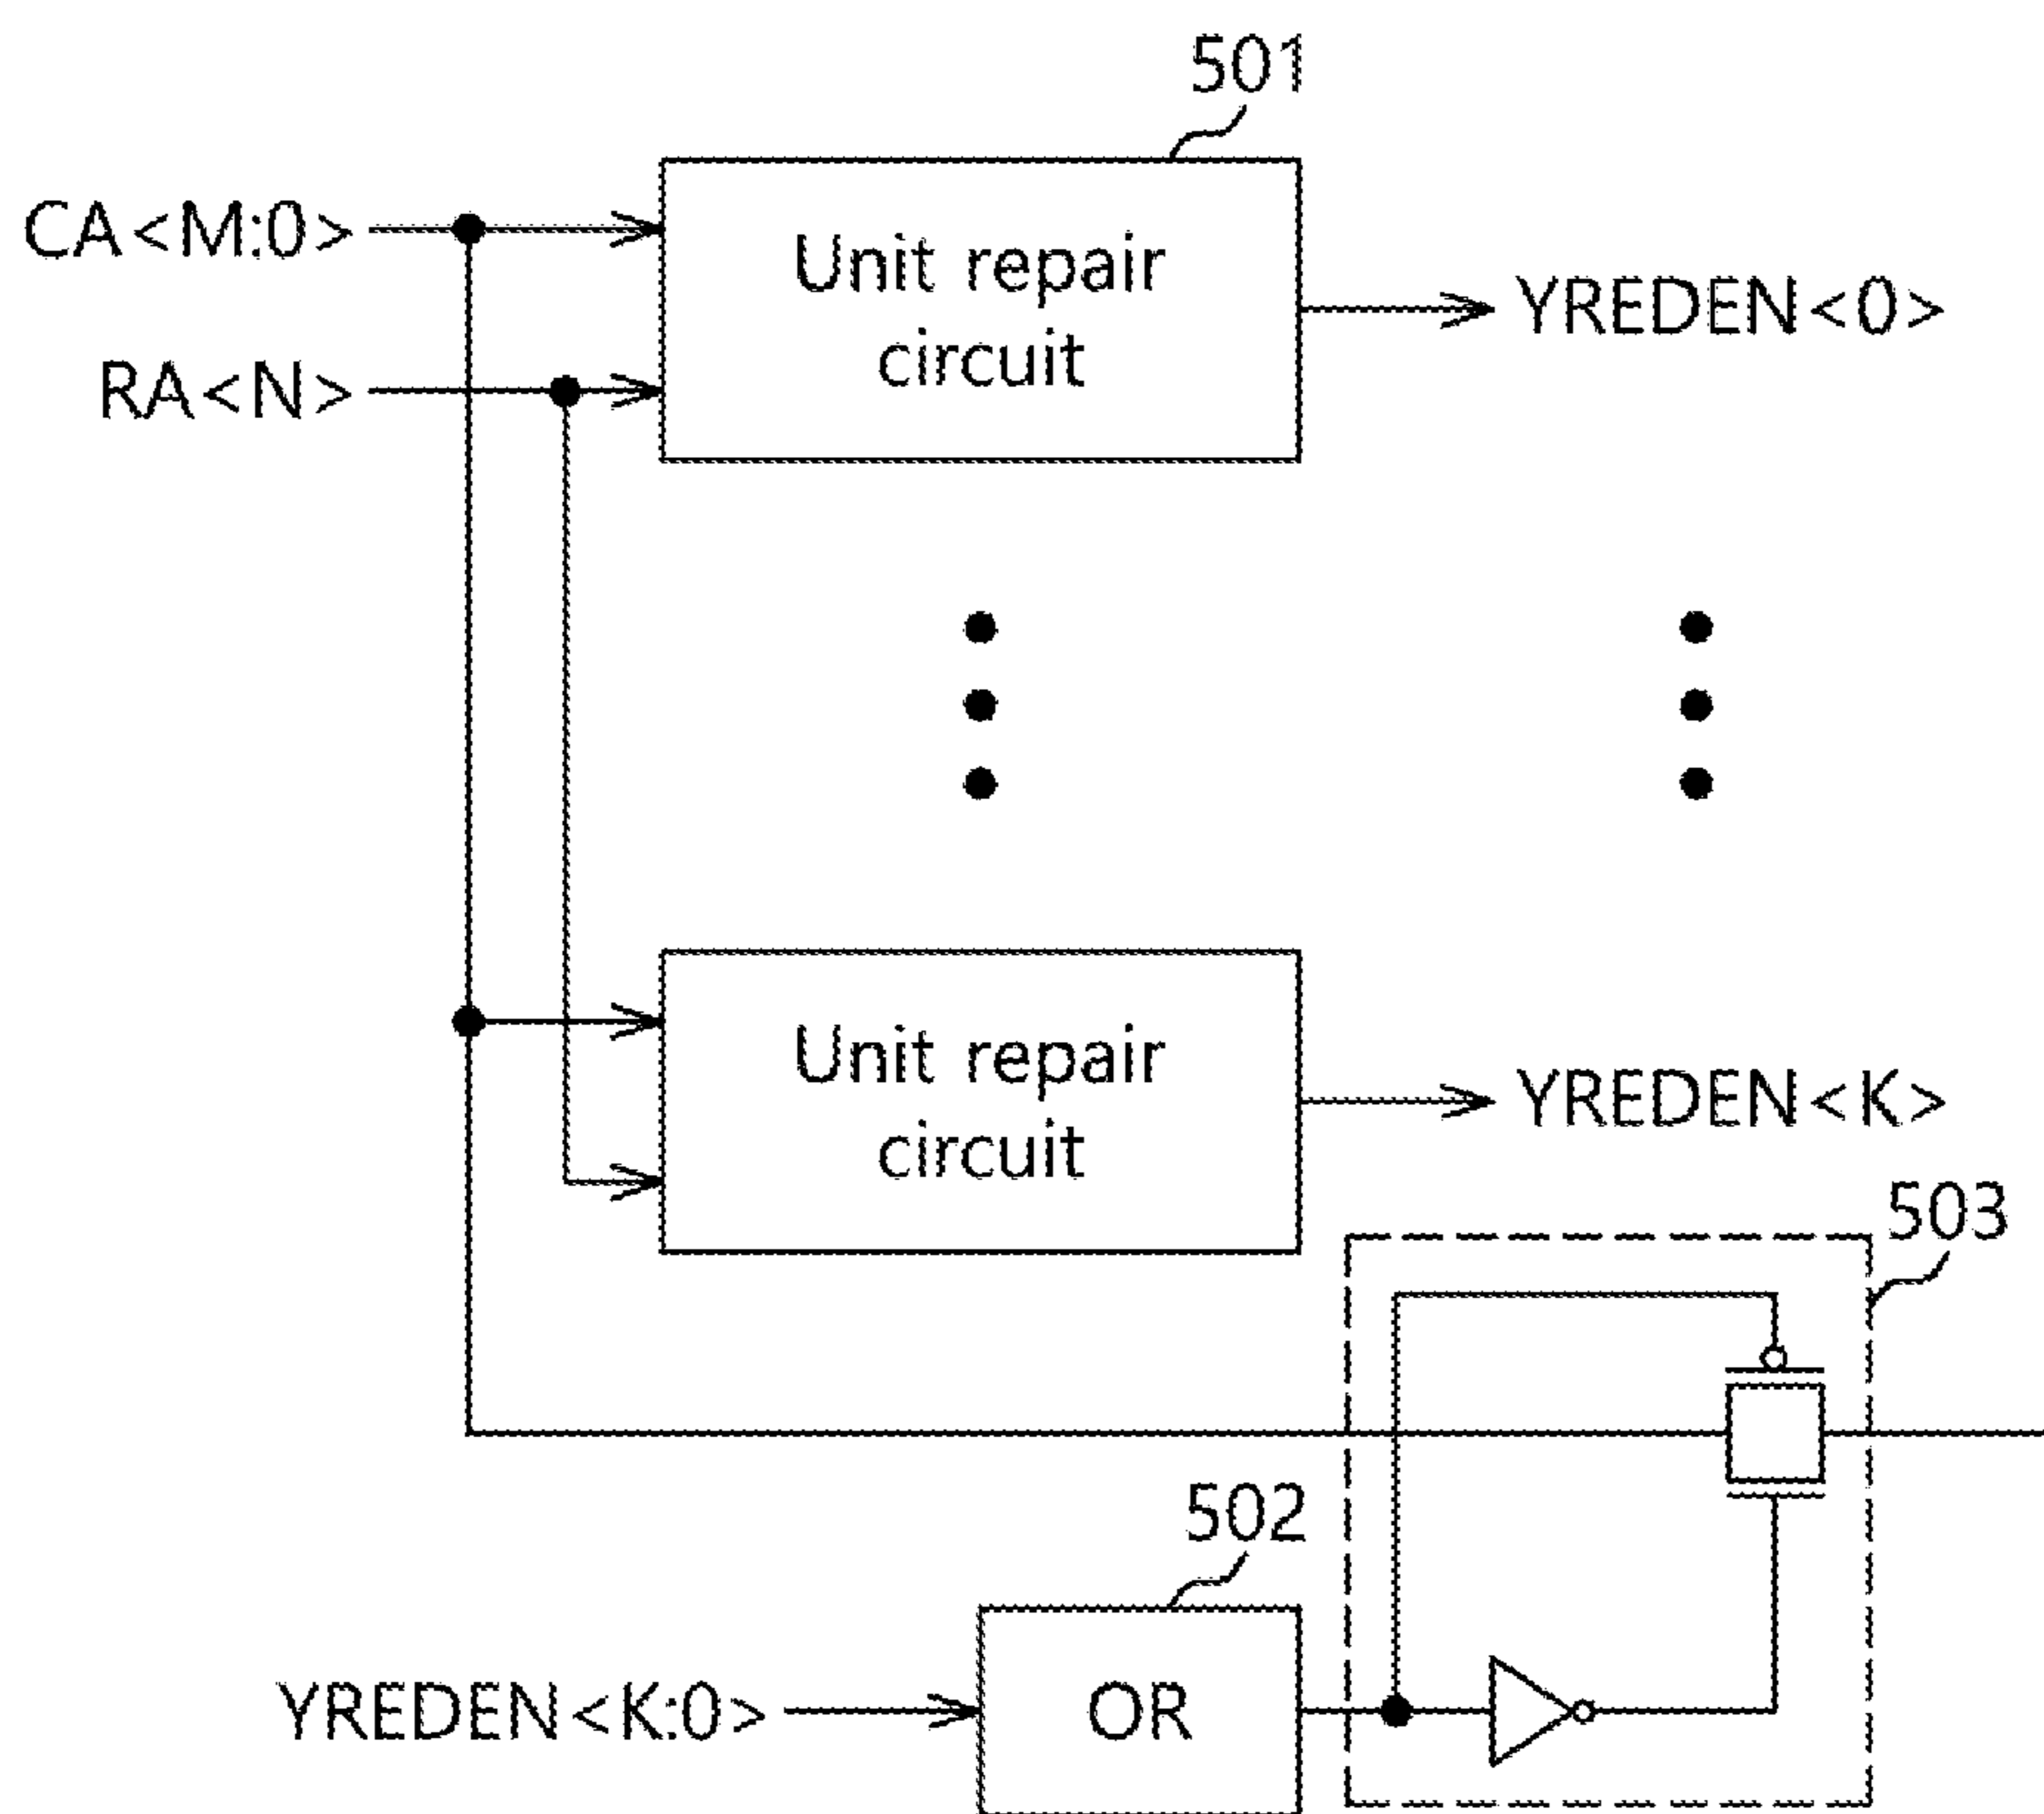 501
CA<M:0>
Unit repair
circuit
YREDEN<0>
RA<N>
Unit repair
circuit
YREDEN<K>
503
502
YREDEN<K:0>
OR